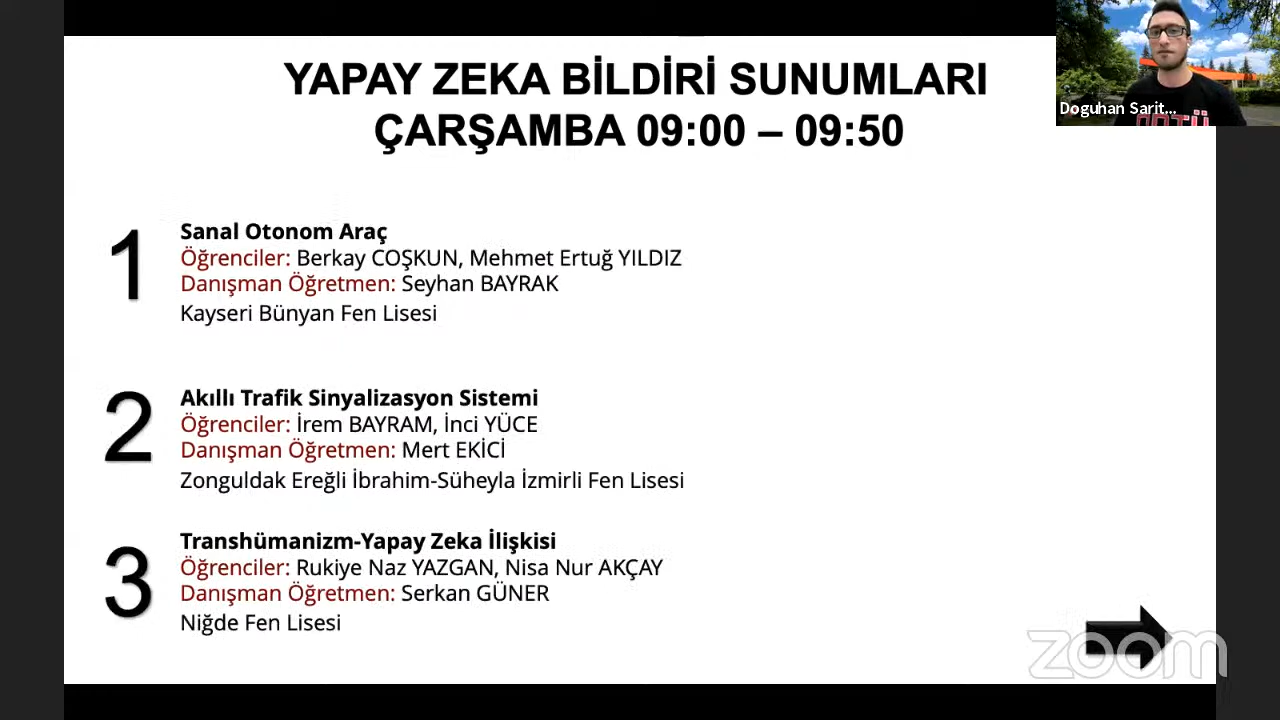 YAPAY ZEKA BİLDİRİ SUNUMLARI
ÇARŞAMBA 09:00 – 09:50
Doguhan Sarit...
ODTÜ
1
Sanal Otonom Araç
Öğrenciler: Berkay COŞKUN, Mehmet Ertuğ YILDIZ
Danışman Öğretmen: Seyhan BAYRAK
Kayseri Bünyan Fen Lisesi
2
Akıllı Trafik Sinyalizasyon Sistemi
Öğrenciler: İrem BAYRAM, İnci YÜCE
Danışman Öğretmen: Mert EKİCİ
Zonguldak Ereğli İbrahim-Süheyla İzmirli Fen Lisesi
3
Transhümanizm-Yapay Zeka İlişkisi
Öğrenciler: Rukiye Naz YAZGAN, Nisa Nur AKÇAY
Danışman Öğretmen: Serkan GÜNER
Niğde Fen Lisesi
zoom